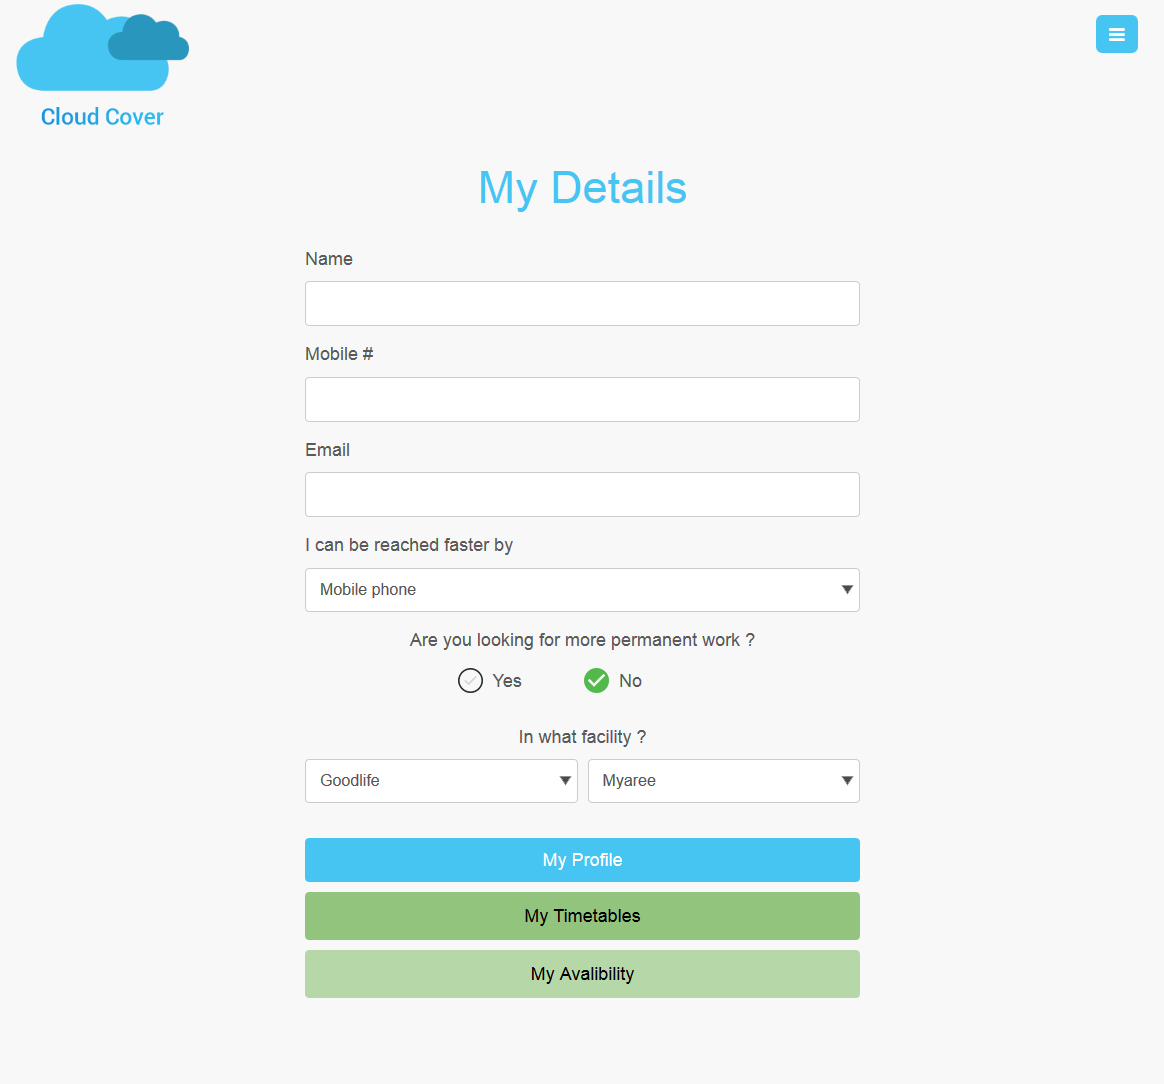 Cloud Cover
My Details
Name
Mobile #
Email
I can be reached faster by
Mobile phone
Are you looking for more permanent work ?
Yes No
In what facility ?
Goodlife Myaree
My Profile
My Timetables
My Avalibility